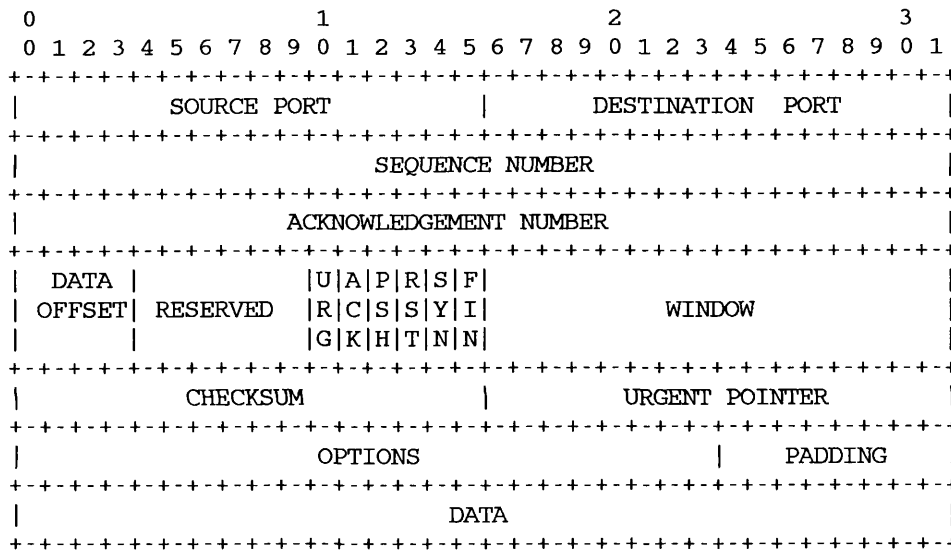 0 1 2 3
0 1 2 3 4 5 6 7 8 9 0 1 2 3 4 5 6 7 8 9 0 1 2 3 4 5 6 7 8 9 0 1
+-+-+-+-+-+-+-+-+-+-+-+-+-+-+-+-+-+-+-+-+-+-+-+-+-+-+-+-+-+-+-+-
| SOURCE PORT | DESTINATION PORT |
+-+-+-+-+-+-+-+-+-+-+-+-+-+-+-+-+-+-+-+-+-+-+-+-+-+-+-+-+-+-+-+-
| SEQUENCE NUMBER |
+-+-+-+-+-+-+-+-+-+-+-+-+-+-+-+-+-+-+-+-+-+-+-+-+-+-+-+-+-+-+-+-
| ACKNOWLEDGEMENT NUMBER |
+-+-+-+-+-+-+-+-+-+-+-+-+-+-+-+-+-+-+-+-+-+-+-+-+-+-+-+-+-+-+-+-
| DATA | |U|A|P|R|S|F| |
| OFFSET| RESERVED |R|C|S|S|Y|I| WINDOW |
| | |G|K|H|T|N|N| |
+-+-+-+-+-+-+-+-+-+-+-+-+-+-+-+-+-+-+-+-+-+-+-+-+-+-+-+-+-+-+-+-
| CHECKSUM | URGENT POINTER |
+-+-+-+-+-+-+-+-+-+-+-+-+-+-+-+-+-+-+-+-+-+-+-+-+-+-+-+-+-+-+-+-
| OPTIONS | PADDING |
+-+-+-+-+-+-+-+-+-+-+-+-+-+-+-+-+-+-+-+-+-+-+-+-+-+-+-+-+-+-+-+-
| DATA |
+-+-+-+-+-+-+-+-+-+-+-+-+-+-+-+-+-+-+-+-+-+-+-+-+-+-+-+-+-+-+-+-